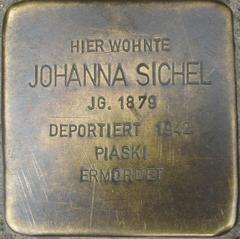 HIER WOHNTE
JOHANNA SICHEL
JG. 1879
DEPORTIERT 1942
PIASKI
ERMORDET